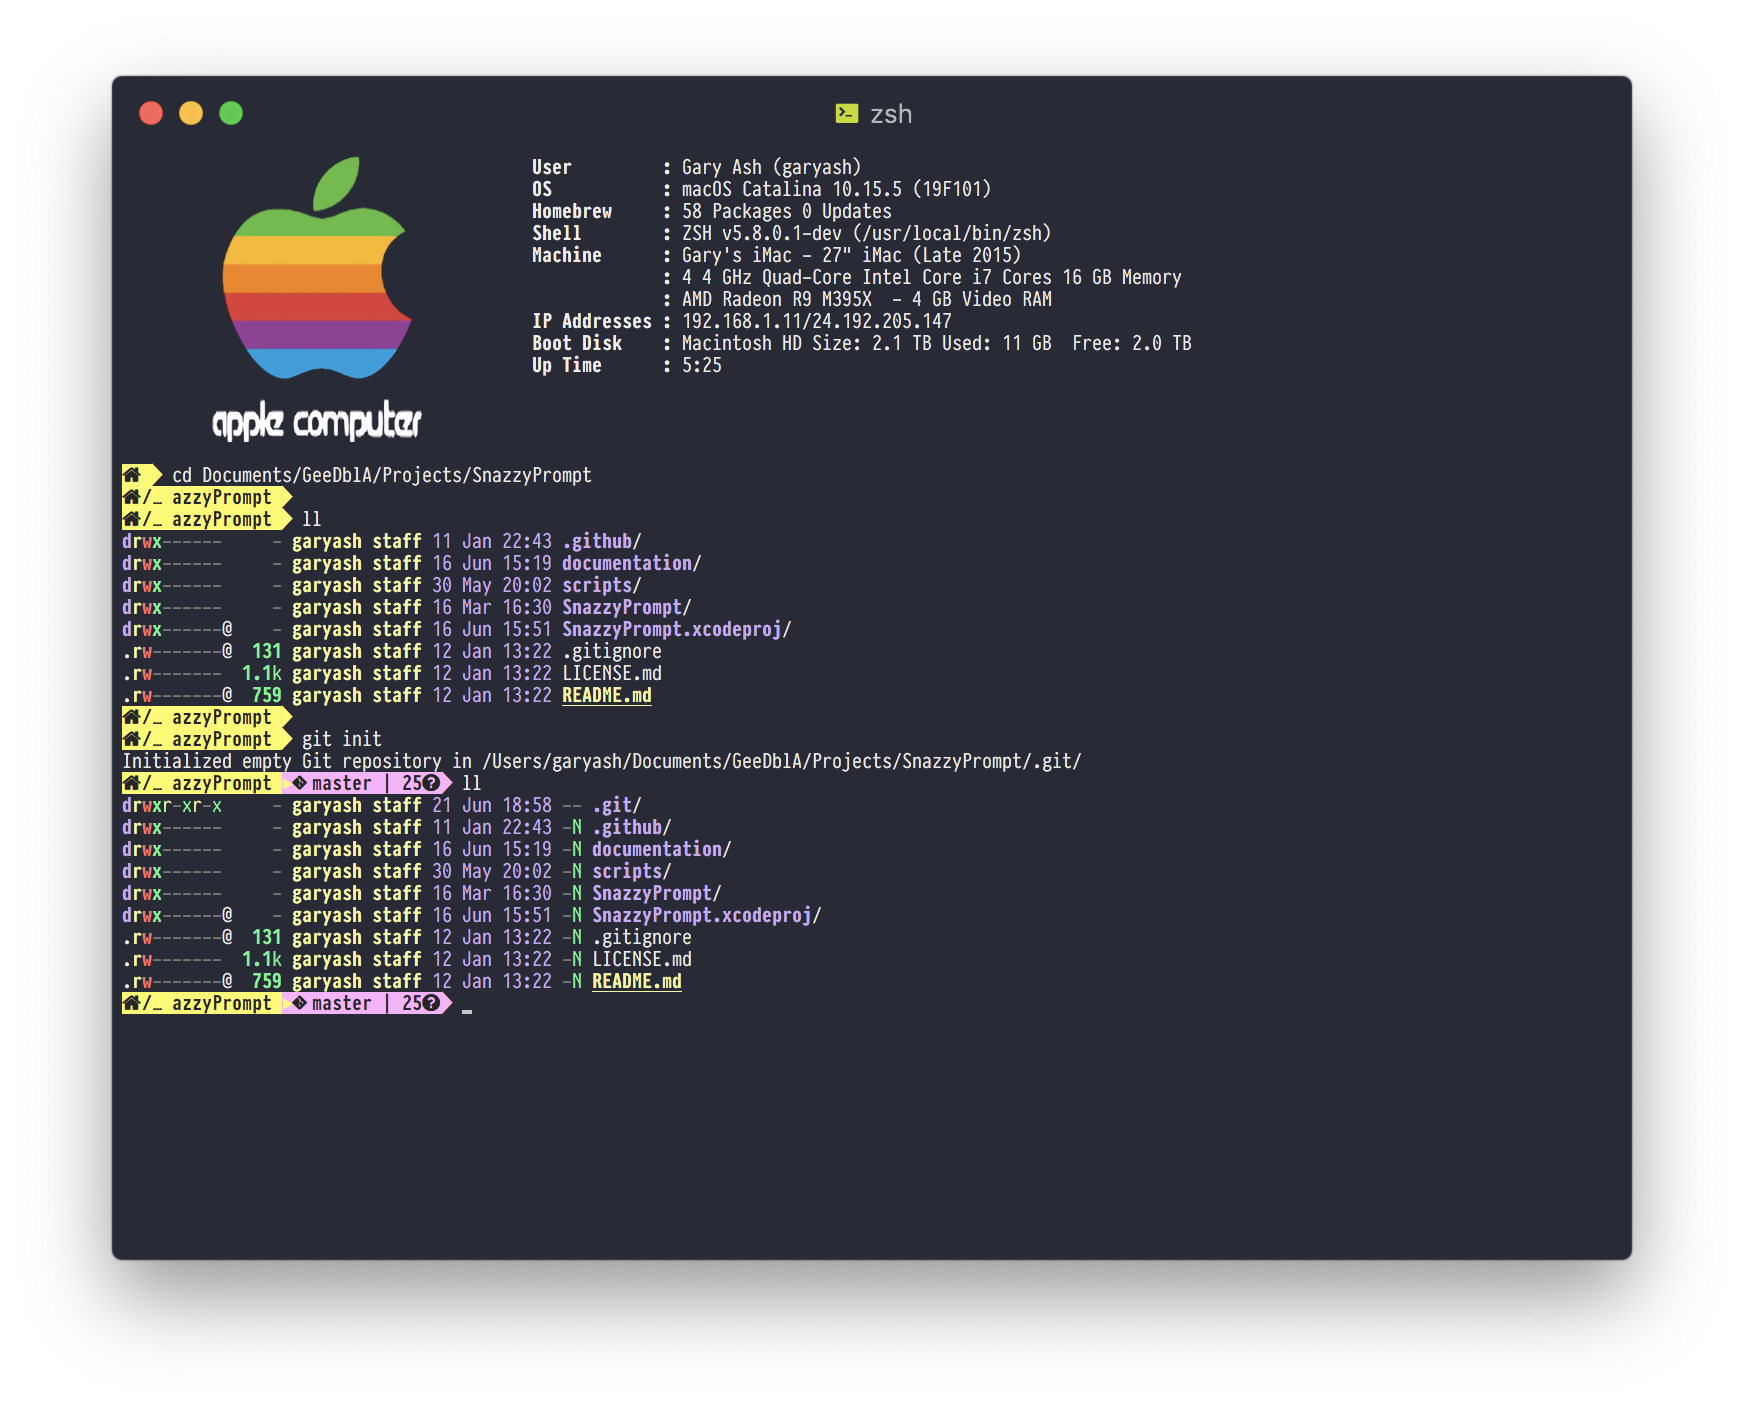 zsh
User : Gary Ash (garyash)
OS : macOS Catalina 10.15.5 (19F101)
Homebrew : 58 Packages 0 Updates
Shell : ZSH v5.8.0.1-dev (/usr/local/bin/zsh)
Machine : Gary's iMac - 27" iMac (Late 2015)
: 4 4 GHz Quad-Core Intel Core i7 Cores 16 GB Memory
: AMD Radeon R9 M395X  - 4 GB Video RAM
IP Addresses : 192.168.1.11/24.192.205.147
Boot Disk : Macintosh HD Size: 2.1 TB Used: 11 GB  Free: 2.0 TB
Up Time : 5:25
apple computer
cd Documents/GeeDblA/Projects/SnazzyPrompt
/… azzyPrompt
/… azzyPrompt ll
drwx------ - garyash staff 11 Jan 22:43 .github/
drwx------ - garyash staff 16 Jun 15:19 documentation/
drwx------ - garyash staff 30 May 20:02 scripts/
drwx------ - garyash staff 16 Mar 16:30 SnazzyPrompt/
drwx------@ - garyash staff 16 Jun 15:51 SnazzyPrompt.xcodeproj/
.rw-------@ 131 garyash staff 12 Jan 13:22 .gitignore
.rw------- 1.1k garyash staff 12 Jan 13:22 LICENSE.md
.rw-------@ 759 garyash staff 12 Jan 13:22 README.md
/… azzyPrompt
/… azzyPrompt git init
Initialized empty Git repository in /Users/garyash/Documents/GeeDblA/Projects/SnazzyPrompt/.git/
/… azzyPrompt master | 25? ll
drwxr-xr-x - garyash staff 21 Jun 18:58 -- .git/
drwx------ - garyash staff 11 Jan 22:43 -N .github/
drwx------ - garyash staff 16 Jun 15:19 -N documentation/
drwx------ - garyash staff 30 May 20:02 -N scripts/
drwx------ - garyash staff 16 Mar 16:30 -N SnazzyPrompt/
drwx------@ - garyash staff 16 Jun 15:51 -N SnazzyPrompt.xcodeproj/
.rw-------@ 131 garyash staff 12 Jan 13:22 -N .gitignore
.rw------- 1.1k garyash staff 12 Jan 13:22 -N LICENSE.md
.rw-------@ 759 garyash staff 12 Jan 13:22 -N README.md
/… azzyPrompt master | 25? _